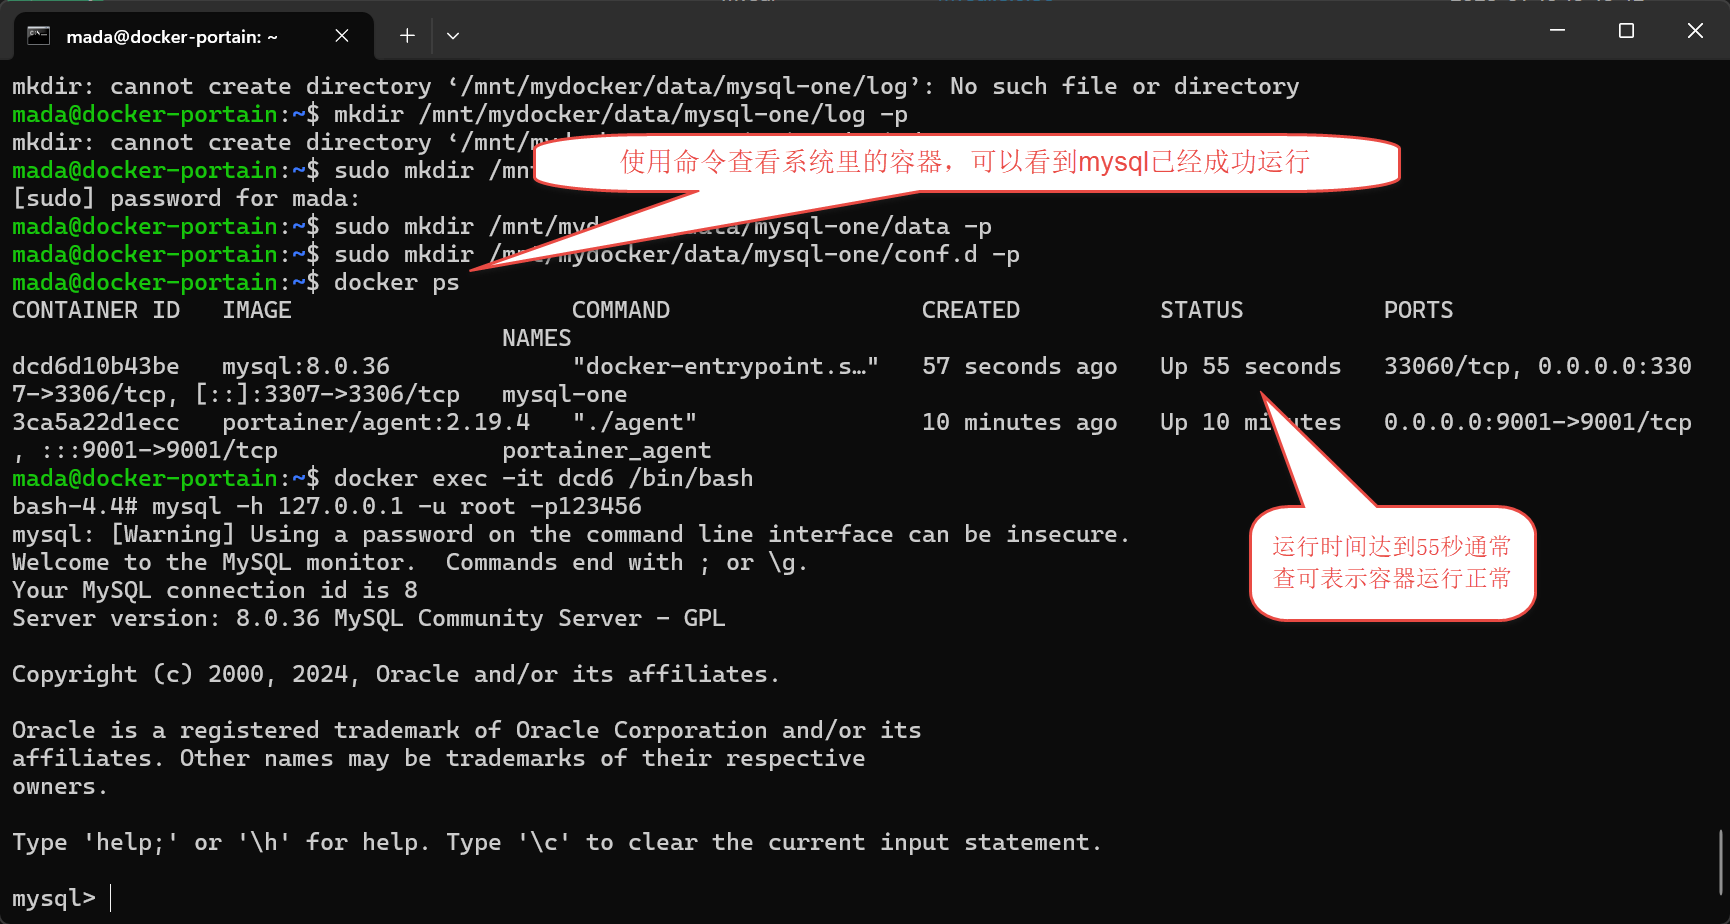 mada@docker-portain: ~
mkdir: cannot create directory ‘/mnt/mydocker/data/mysql-one/log’: No such file or directory
mada@docker-portain:~$ mkdir /mnt/mydocker/data/mysql-one/log -p
mkdir: cannot create directory ‘/mnt/
使用命令查看系统里的容器，可以看到mysql已经成功运行
mada@docker-portain:~$ sudo mkdir
[sudo] password for mada:
mada@docker-portain:~$ sudo mkdir /mnt/mydocker/data/mysql-one/data -p
mada@docker-portain:~$ sudo mkdir /mnt/mydocker/data/mysql-one/conf.d -p
mada@docker-portain:~$ docker ps
CONTAINER ID IMAGE COMMAND CREATED STATUS PORTS
NAMES
dcd6d10b43be mysql:8.0.36 "docker-entrypoint.s…" 57 seconds ago Up 55 seconds 33060/tcp, 0.0.0.0:330
7->3306/tcp, [::]:3307->3306/tcp mysql-one
3ca5a22d1ecc portainer/agent:2.19.4 "./agent" 10 minutes ago Up 10 minutes 0.0.0.0:9001->9001/tcp
, :::9001->9001/tcp portainer_agent
mada@docker-portain:~$ docker exec -it dcd6 /bin/bash
bash-4.4# mysql -h 127.0.0.1 -u root -p123456
mysql: [Warning] Using a password on the command line interface can be insecure.
Welcome to the MySQL monitor.  Commands end with ; or \g.
Your MySQL connection id is 8
Server version: 8.0.36 MySQL Community Server - GPL
运行时间达到55秒通常
查可表示容器运行正常
Copyright (c) 2000, 2024, Oracle and/or its affiliates.
Oracle is a registered trademark of Oracle Corporation and/or its
affiliates. Other names may be trademarks of their respective
owners.
Type 'help;' or '\h' for help. Type '\c' to clear the current input statement.
mysql>